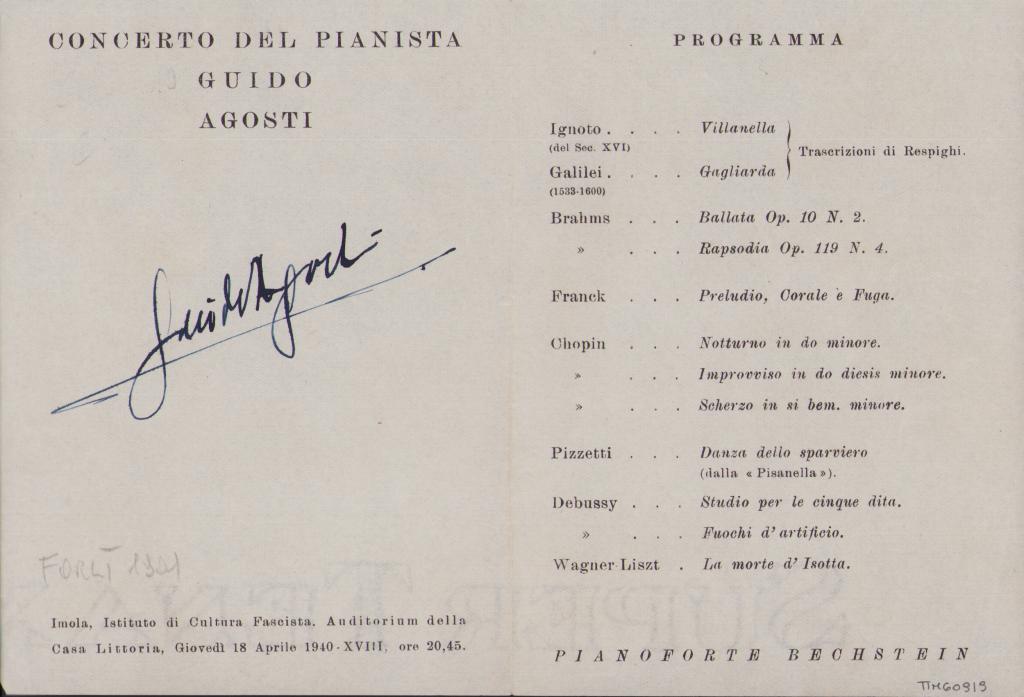 CONCERTO DEL PIANISTA
GUIDO
AGOSTI
Guido Agosti
FORLÌ 1901
Imola, Istituto di Cultura Fascista. Auditorium della
Casa Littoria, Giovedì 18 Aprile 1940-XVIII, ore 20,45.
PROGRAMMA
Ignoto . . . . Villanella
(del Sec. XVI)
Trascrizioni di Respighi.
Galilei . . . . Gagliarda
(1533-1600)
Brahms . . . Ballata Op. 10 N. 2.
» . . . Rapsodia Op. 119 N. 4.
Franck . . . Preludio, Corale e Fuga.
Chopin . . . Notturno in do minore.
» . . . Improvviso in do diesis minore.
» . . . Scherzo in si bem. minore.
Pizzetti . . . Danza dello sparviero
(dalla « Pisanella »).
Debussy . . . Studio per le cinque dita.
» . . . Fuochi d'artificio.
Wagner-Liszt . La morte d'Isotta.
PIANOFORTE BECHSTEIN